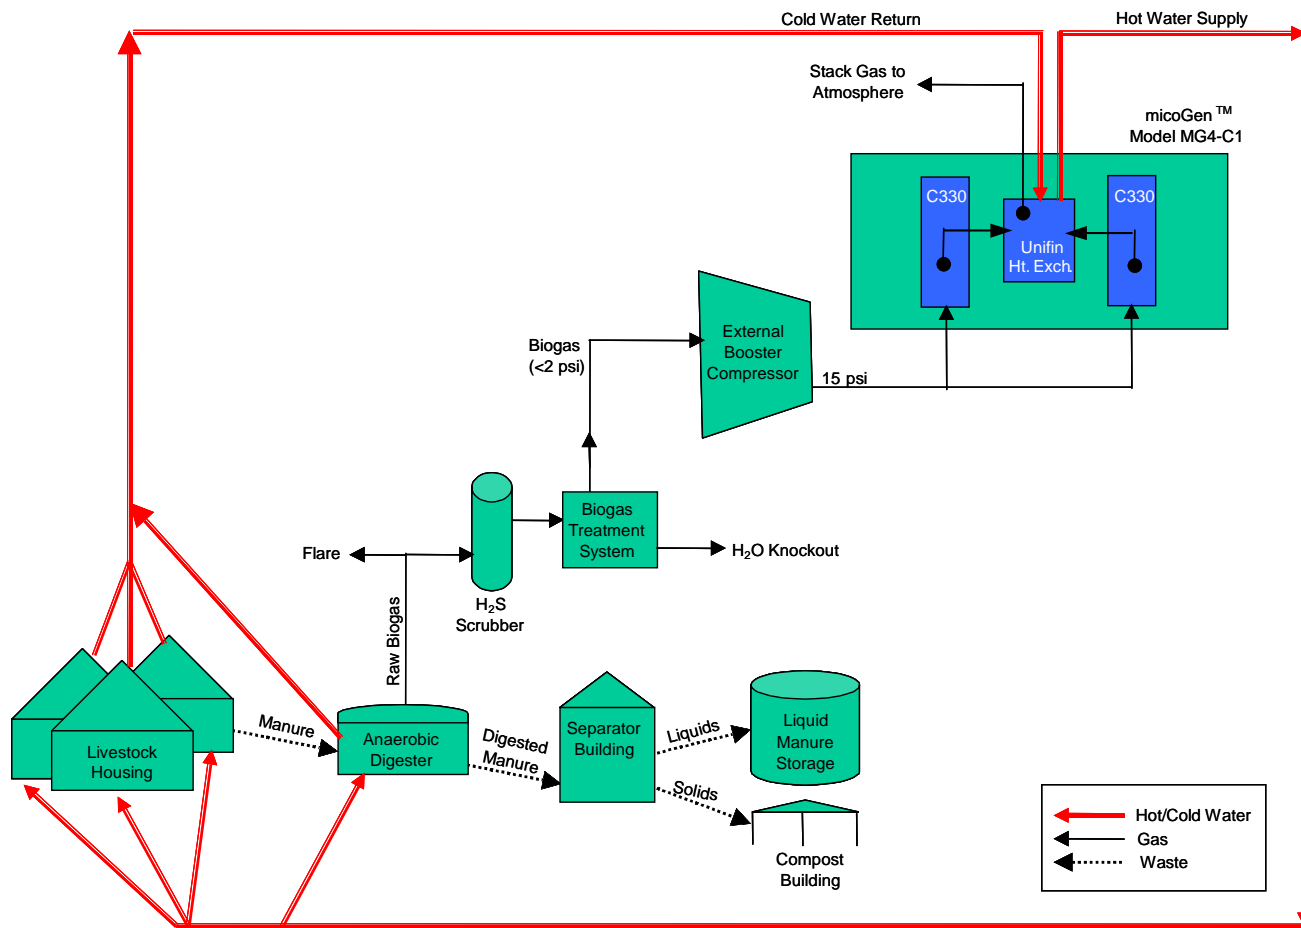 Cold Water Return
Hot Water Supply
Stack Gas to
Atmosphere
micoGen TM
Model MG4-C1
C330
C330
Unifin
Ht. Exch.
External
Booster
Compressor
Biogas
(<2 psi)
15 psi
Biogas
Treatment
System
Flare
H2O Knockout
H2S
Scrubber
Raw Biogas
Manure
Livestock
Housing
Anaerobic
Digester
Digested
Manure
Separator
Building
Liquids
Solids
Liquid
Manure
Storage
Compost
Building
Hot/Cold Water
Gas
Waste